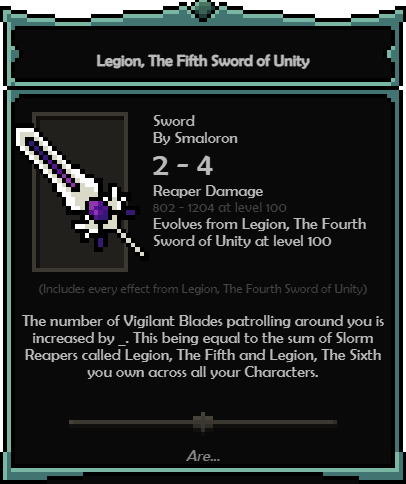 Legion, The Fifth Sword of Unity
Sword
By Smaloron
2 - 4
Reaper Damage
802 - 1204 at level 100
Evolves from Legion, The Fourth
Sword of Unity at level 100
(Includes every effect from Legion, The Fourth Sword of Unity)
The number of Vigilant Blades patrolling around you is
increased by _. This being equal to the sum of Slorm
Reapers called Legion, The Fifth and Legion, The Sixth
you own across all your Characters.
Are...